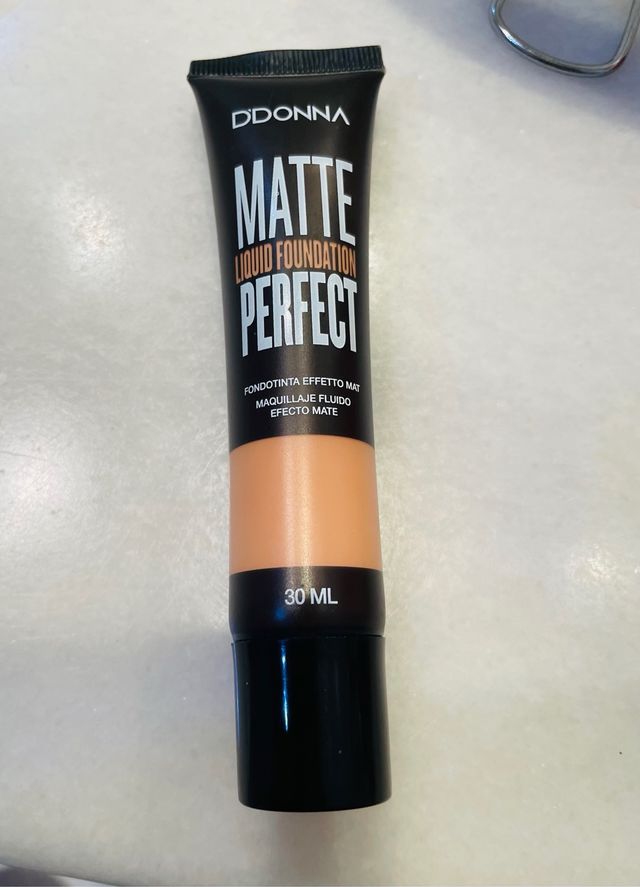 D'DONNA
MATTE
LIQUID FOUNDATION
PERFECT
FONDOTINTA EFFETTO MAT
MAQUILLAJE FLUIDO
EFECTO MATE
30 ML